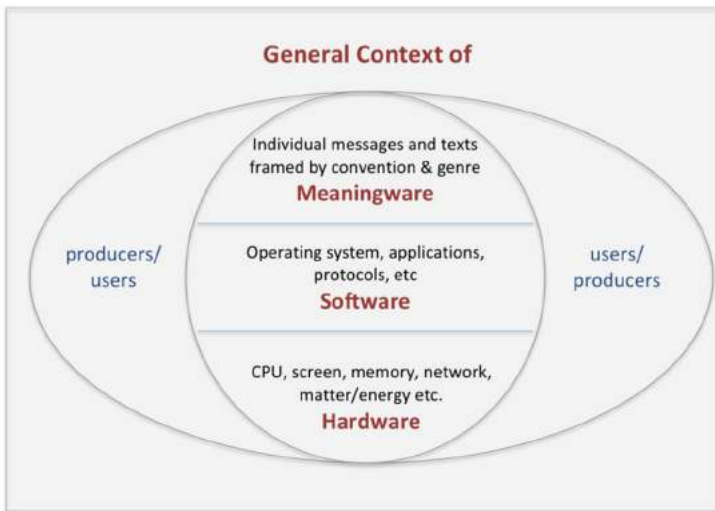 General Context of
Individual messages and texts
framed by convention & genre
Meaningware
producers/
users
Operating system, applications,
protocols, etc
Software
users/
producers
CPU, screen, memory, network,
matter/energy etc.
Hardware